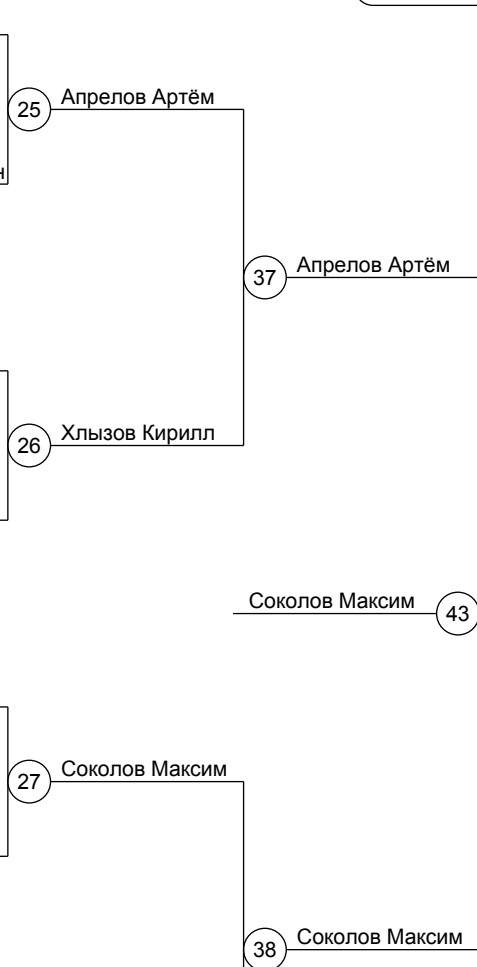 25 Апрелов Артём
н
37 Апрелов Артём
26 Хлызов Кирилл
Соколов Максим 43
27 Соколов Максим
38 Соколов Максим